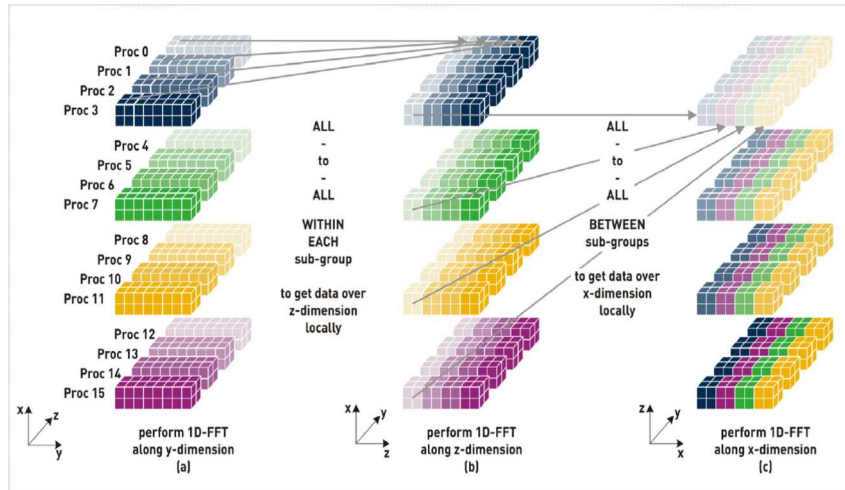 Proc 0
Proc 1
Proc 2
Proc 3
Proc 4
Proc 5
Proc 6
Proc 7
Proc 8
Proc 9
Proc 10
Proc 11
Proc 12
Proc 13
Proc 14
Proc 15
x
z
y
perform 1D-FFT
along y-dimension
(a)
ALL
-
to
-
ALL
WITHIN
EACH
sub-group
to get data over
z-dimension
locally
x
y
z
perform 1D-FFT
along z-dimension
(b)
ALL
-
to
-
ALL
BETWEEN
sub-groups
to get data over
x-dimension
locally
z
y
x
perform 1D-FFT
along x-dimension
(c)